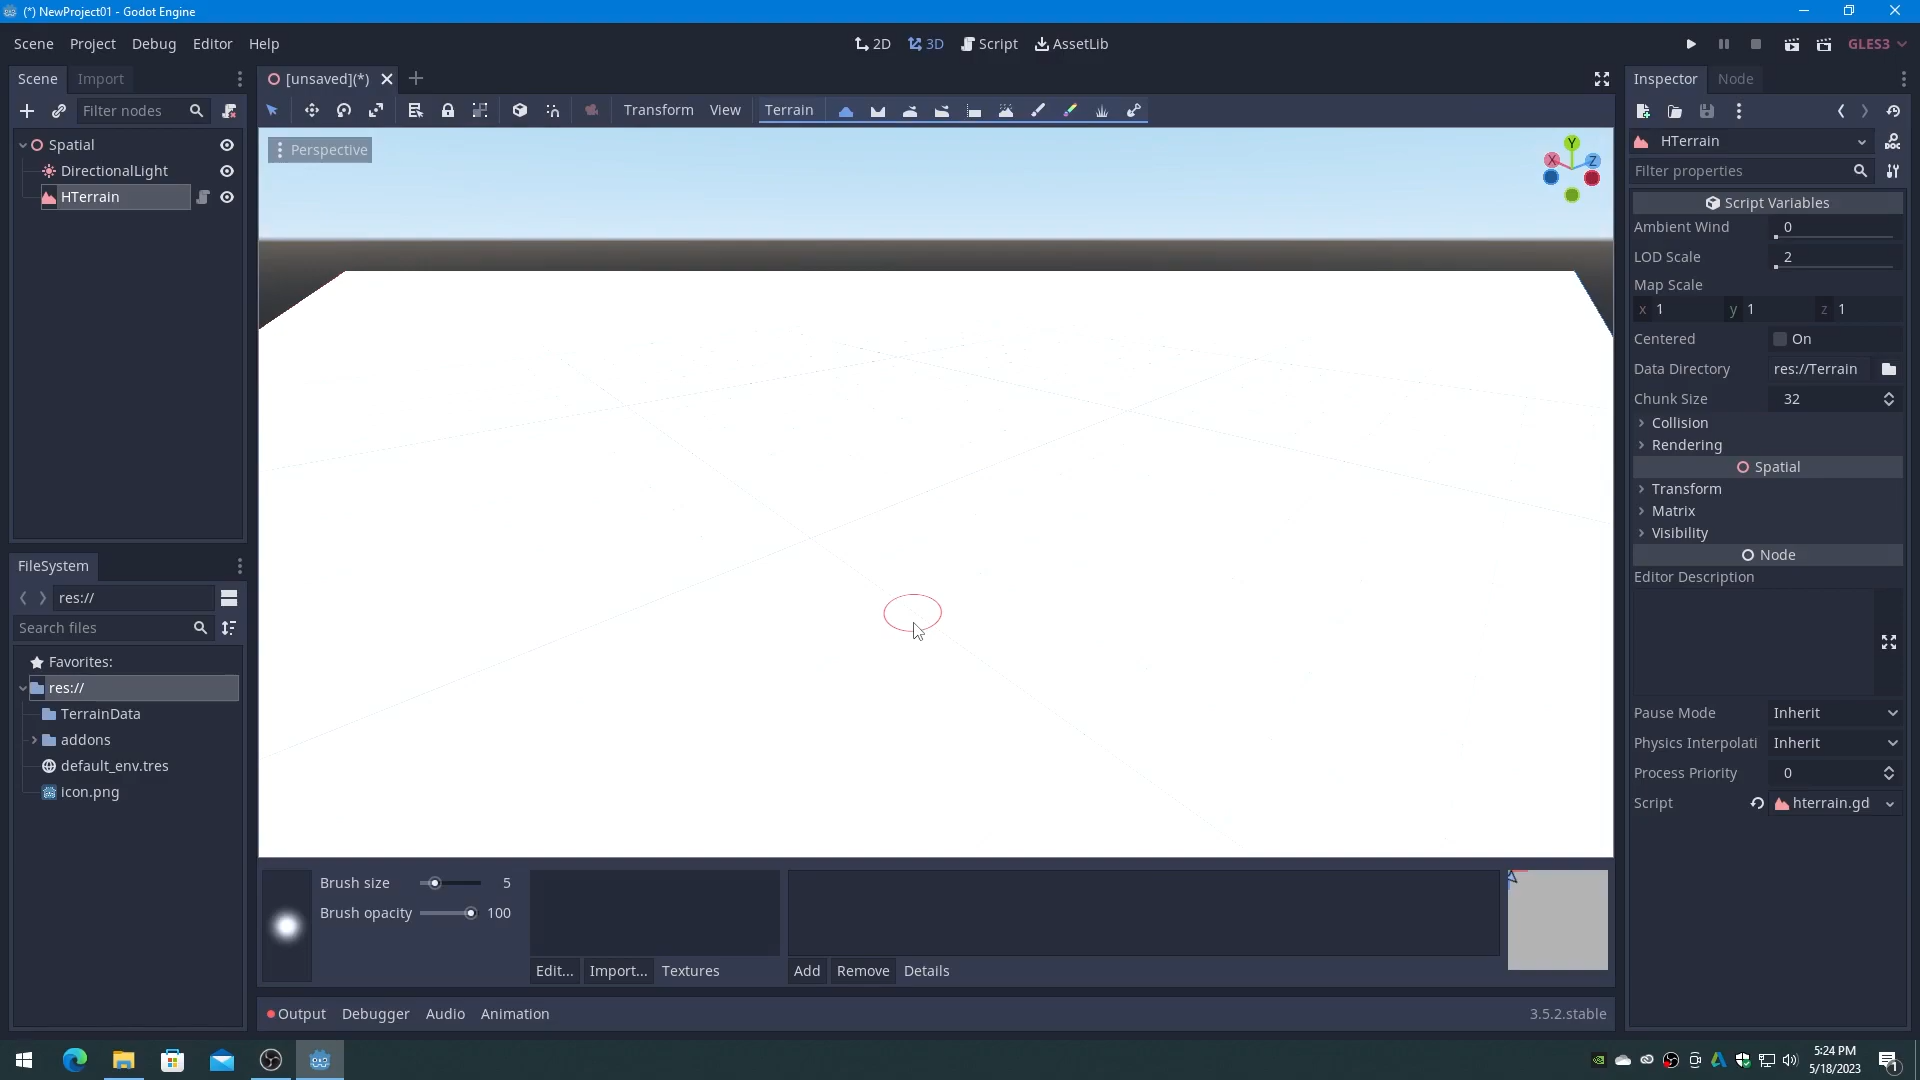 (*) NewProject01 - Godot Engine
Scene Project Debug Editor Help
2D 3D Script AssetLib
GLES3
Scene Import
Filter nodes
Spatial
DirectionalLight
HTerrain
FileSystem
res://
Search files
Favorites:
res://
TerrainData
addons
default_env.tres
icon.png
[unsaved](*)
Transform View Terrain
Perspective
Y
X
Z
Brush size 5
Brush opacity 100
Edit... Import... Textures
Add Remove Details
Output Debugger Audio Animation
3.5.2.stable
Inspector Node
HTerrain
Filter properties
Script Variables
Ambient Wind 0
LOD Scale 2
Map Scale
x 1 y 1 z 1
Centered On
Data Directory res://Terrain
Chunk Size 32
Collision
Rendering
Spatial
Transform
Matrix
Visibility
Node
Editor Description
Pause Mode Inherit
Physics Interpolati Inherit
Process Priority 0
Script hterrain.gd
5:24 PM
5/18/2023
1